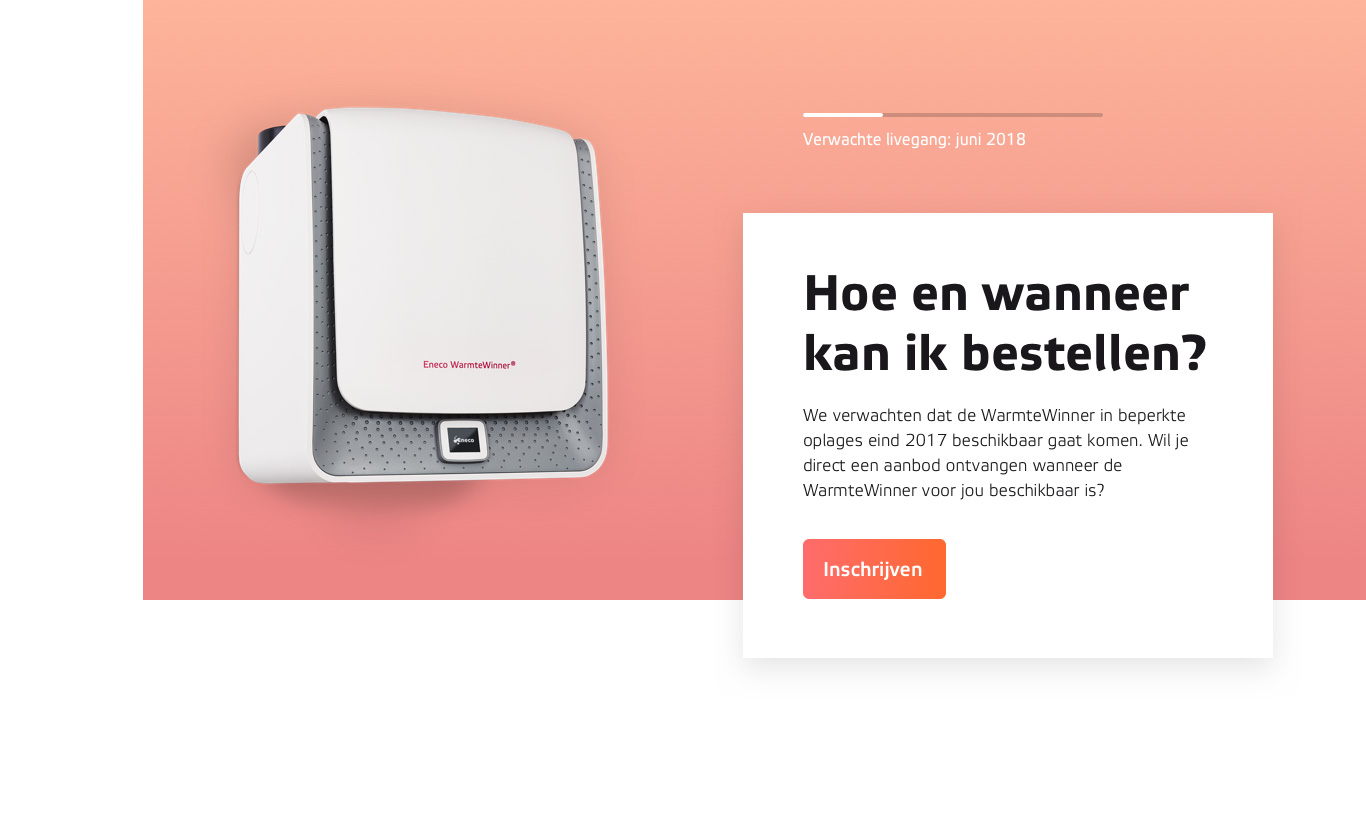 Verwachte livegang: juni 2018
Hoe en wanneer
kan ik bestellen?
We verwachten dat de WarmteWinner in beperkte
oplages eind 2017 beschikbaar gaat komen. Wil je
direct een aanbod ontvangen wanneer de
WarmteWinner voor jou beschikbaar is?
Inschrijven
Eneco WarmteWinner
Eneco